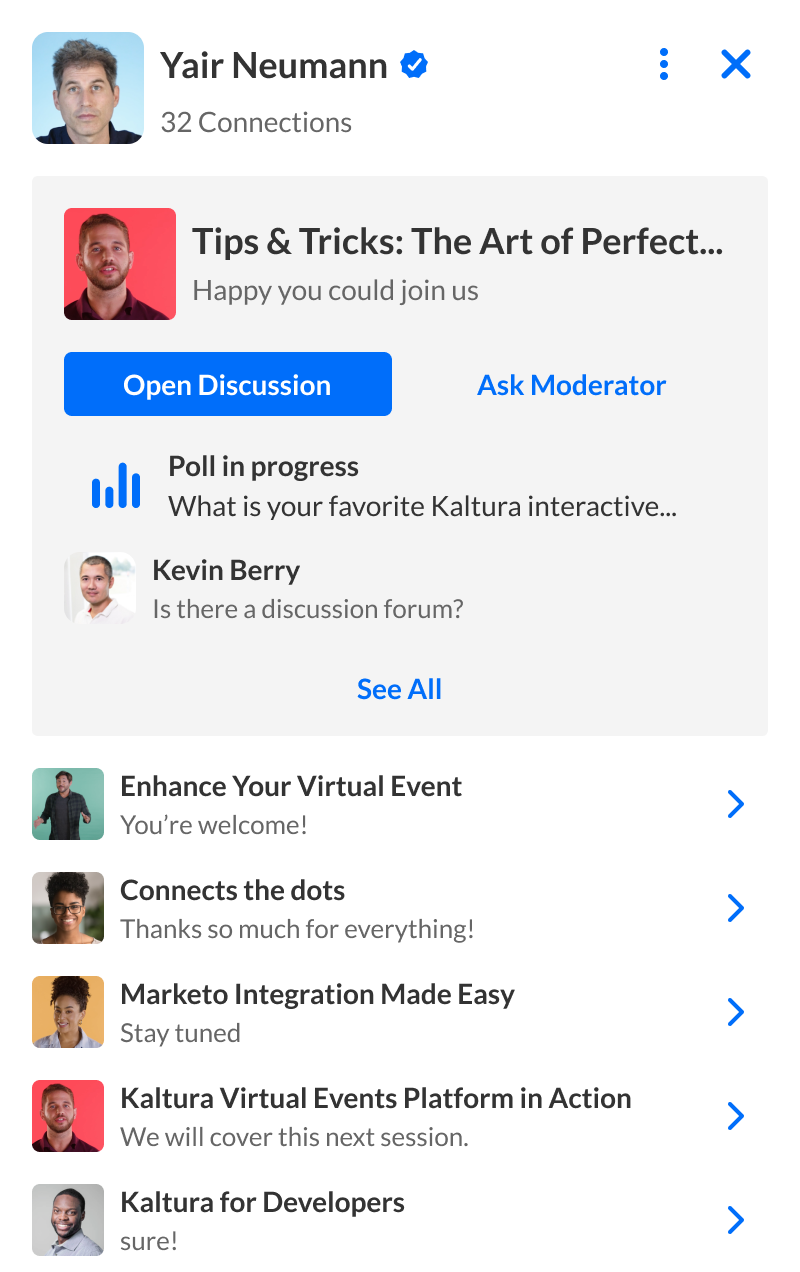 Yair Neumann
32 Connections
Tips & Tricks: The Art of Perfect...
Happy you could join us
Open Discussion
Ask Moderator
Poll in progress
What is your favorite Kaltura interactive...
Kevin Berry
Is there a discussion forum?
See All
Enhance Your Virtual Event
You’re welcome!
Connects the dots
Thanks so much for everything!
Marketo Integration Made Easy
Stay tuned
Kaltura Virtual Events Platform in Action
We will cover this next session.
Kaltura for Developers
sure!